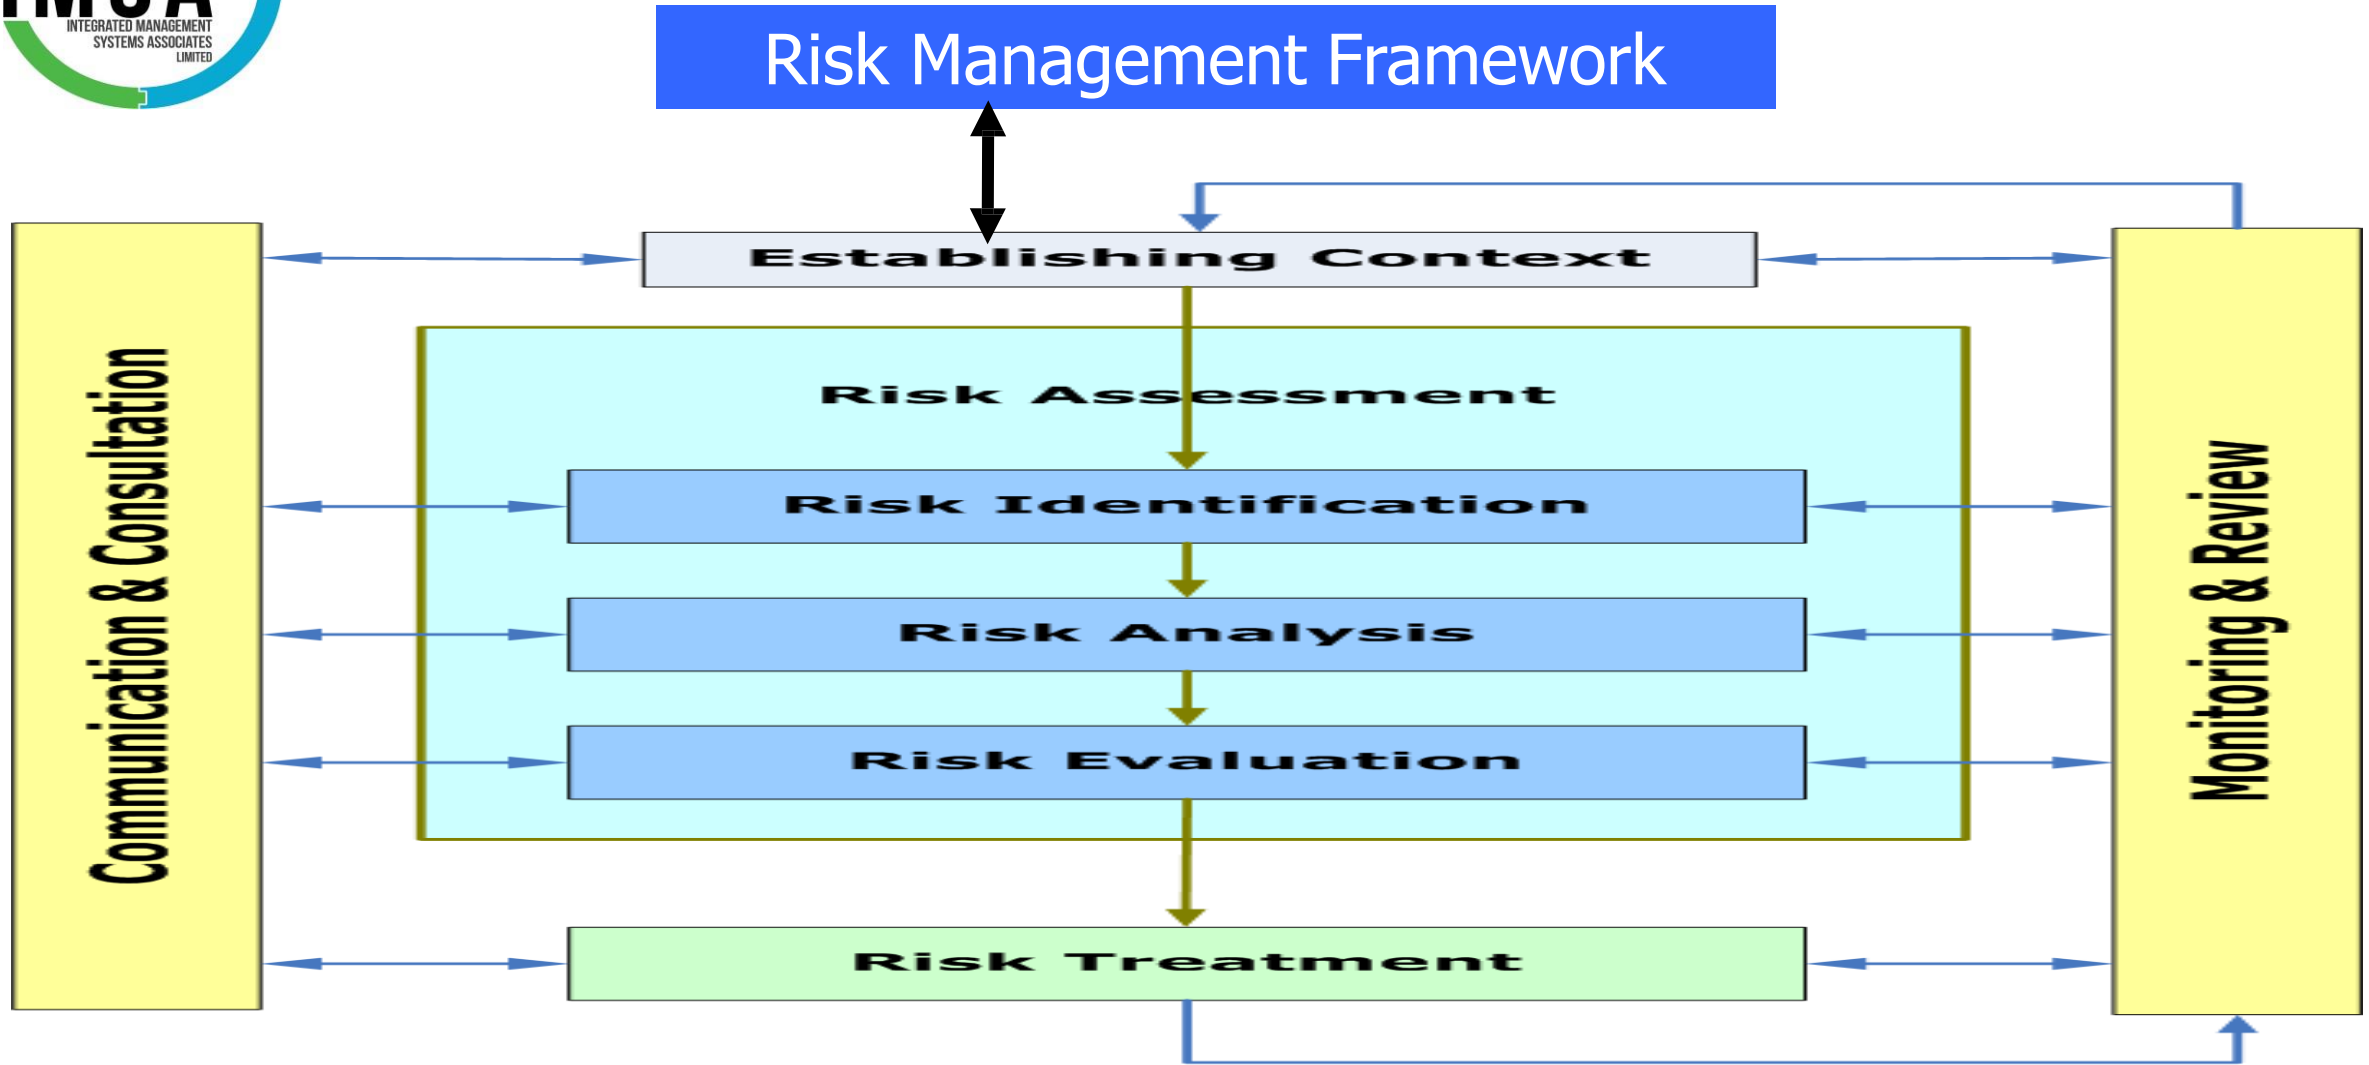 INTEGRATED MANAGEMENT
SYSTEMS ASSOCIATES
LIMITED
Risk Management Framework
Establishing Context
Communication & Consultation
Risk Assessment
Risk Identification
Risk Analysis
Risk Evaluation
Risk Treatment
Monitoring & Review